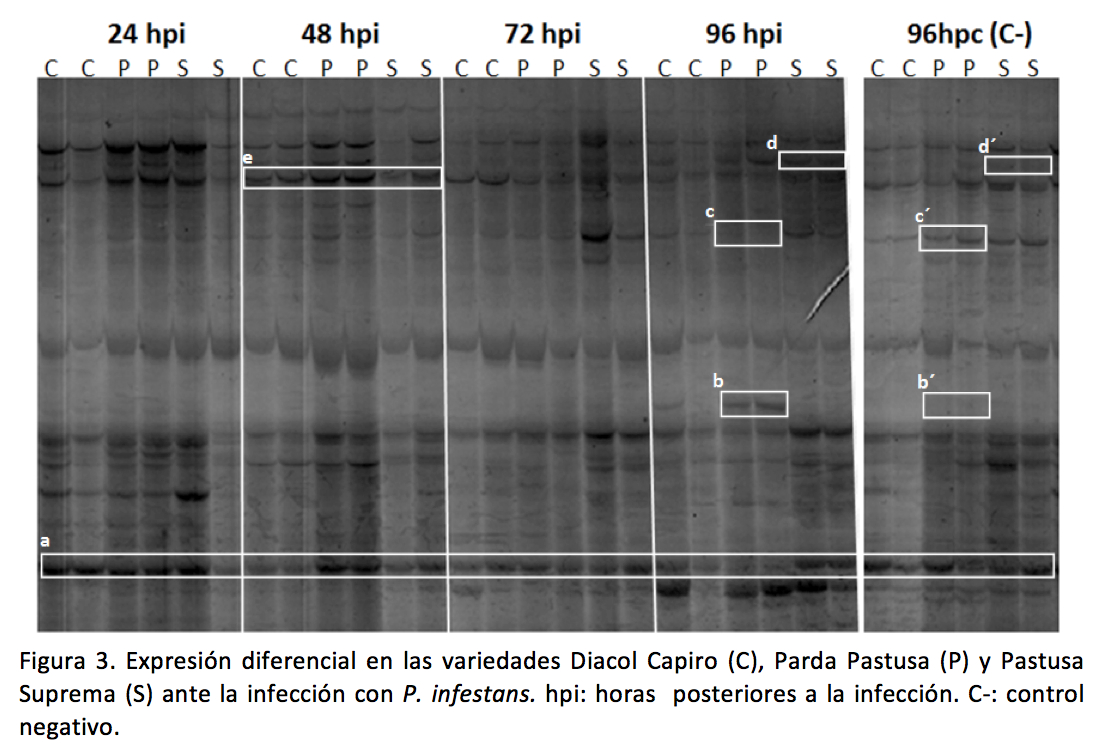 24 hpi 48 hpi 72 hpi 96 hpi 96hpc (C-)
C C P P S S C C P P S S C C P P S S C C P P S S C C P P S S
d d´
e
c c´
b b´
a
Figura 3. Expresión diferencial en las variedades Diacol Capiro (C), Parda Pastusa (P) y Pastusa
Suprema (S) ante la infección con P. infestans. hpi: horas posteriores a la infección. C-: control
negativo.